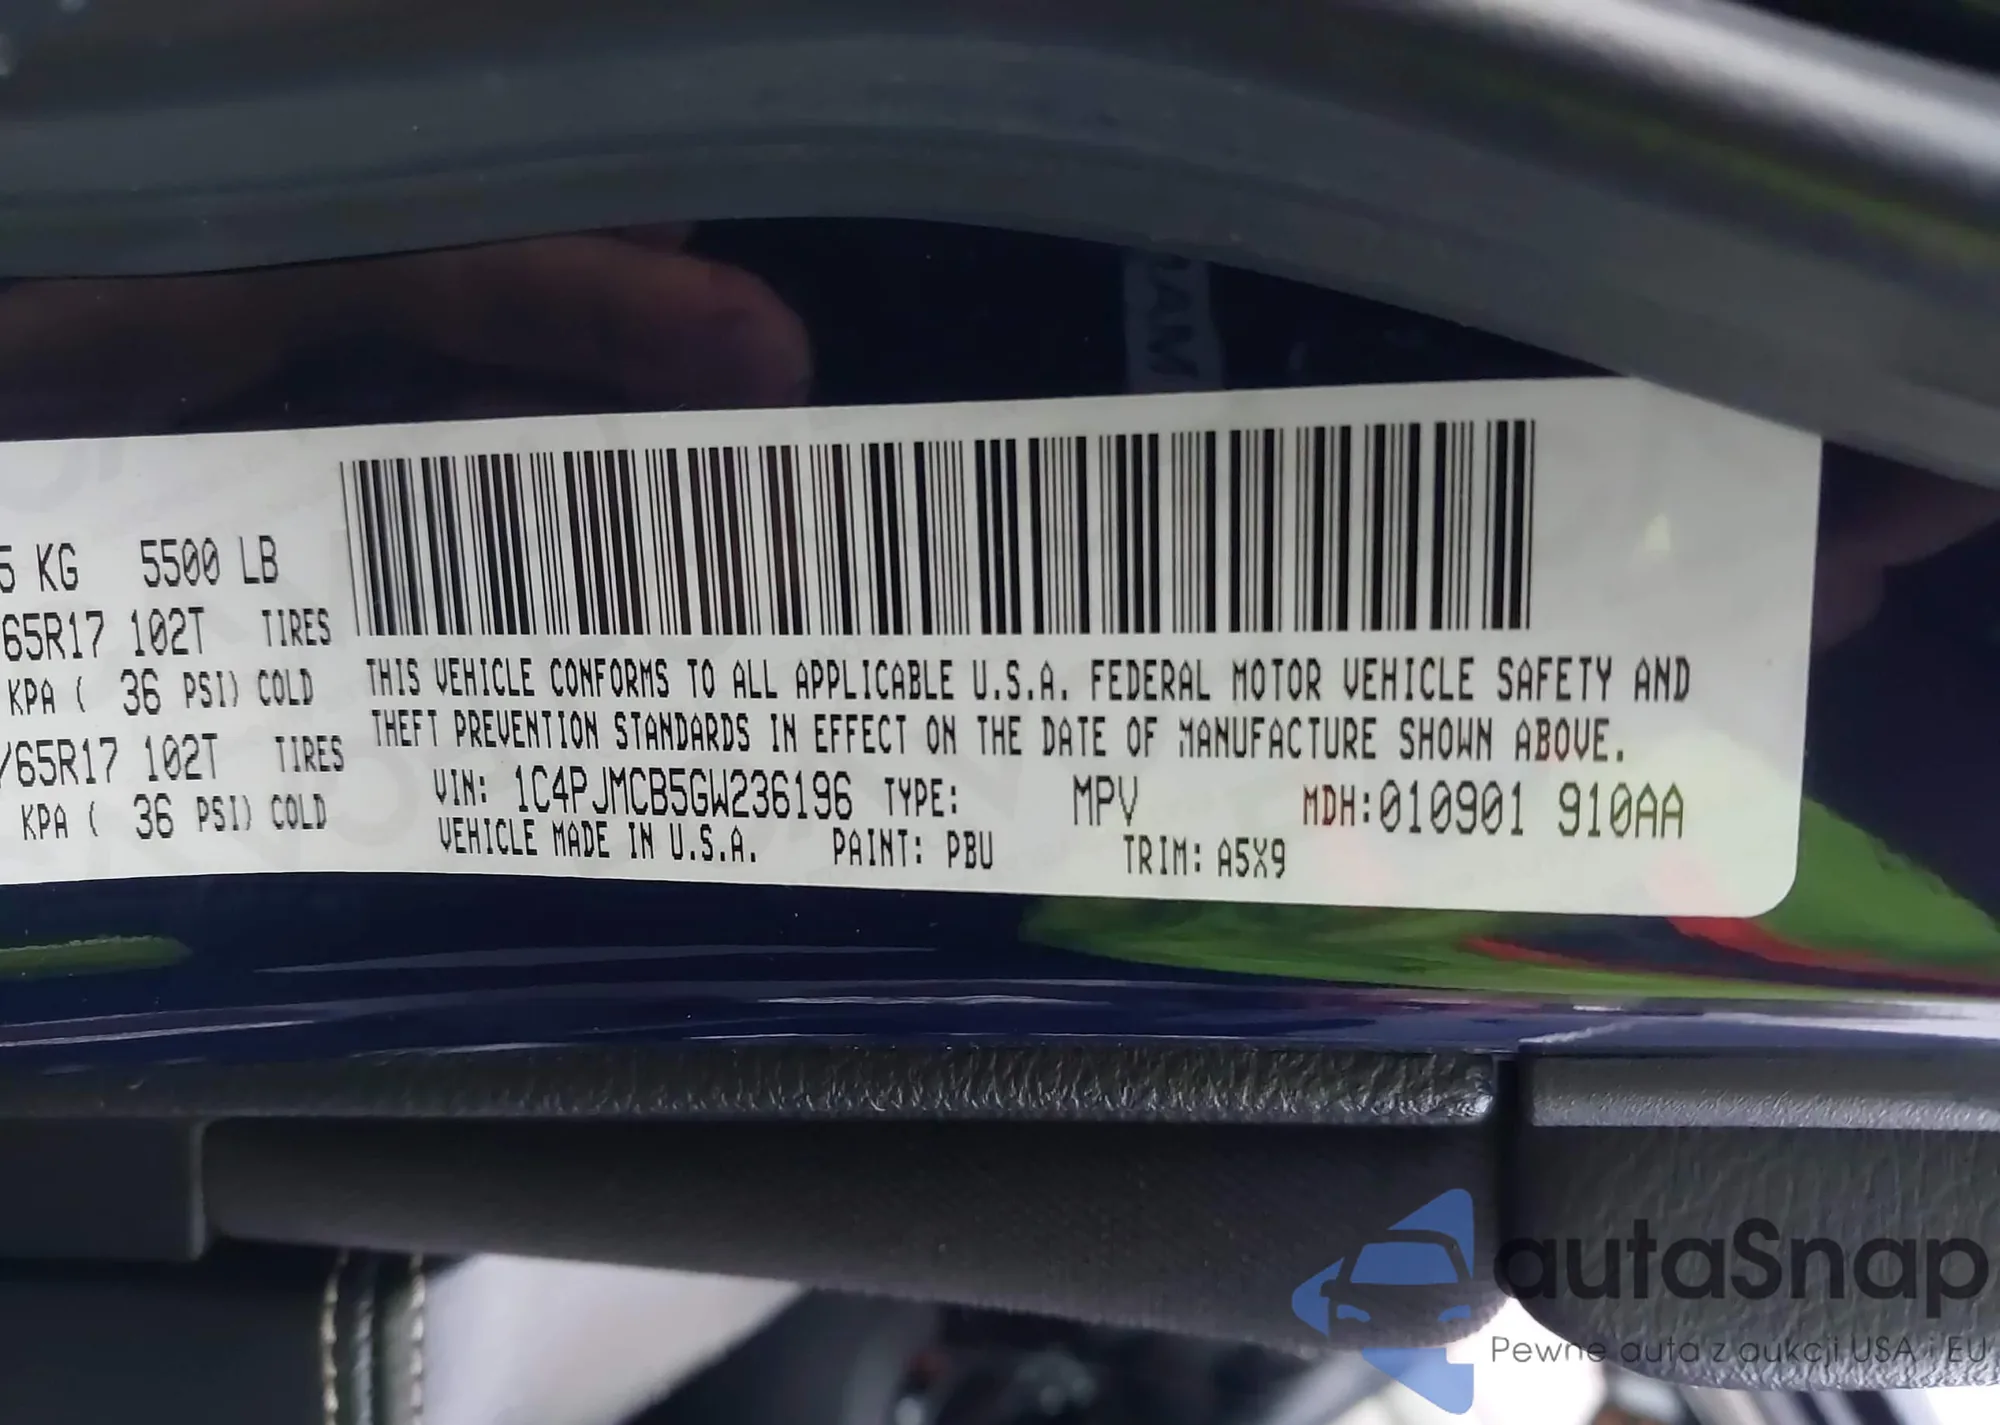 5 KG 5500 LB
65R17 102T TIRES
KPA ( 36 PSI) COLD
/65R17 102T TIRES
KPA ( 36 PSI) COLD
THIS VEHICLE CONFORMS TO ALL APPLICABLE U.S.A. FEDERAL MOTOR VEHICLE SAFETY AND
THEFT PREVENTION STANDARDS IN EFFECT ON THE DATE OF MANUFACTURE SHOWN ABOVE.
VIN: 1C4PJMCB5GW236196 TYPE: MPV MDH:010901 910AA
VEHICLE MADE IN U.S.A. PAINT: PBU TRIM: A5X9
autaSnap
Pewne auta z aukcji USA i EU